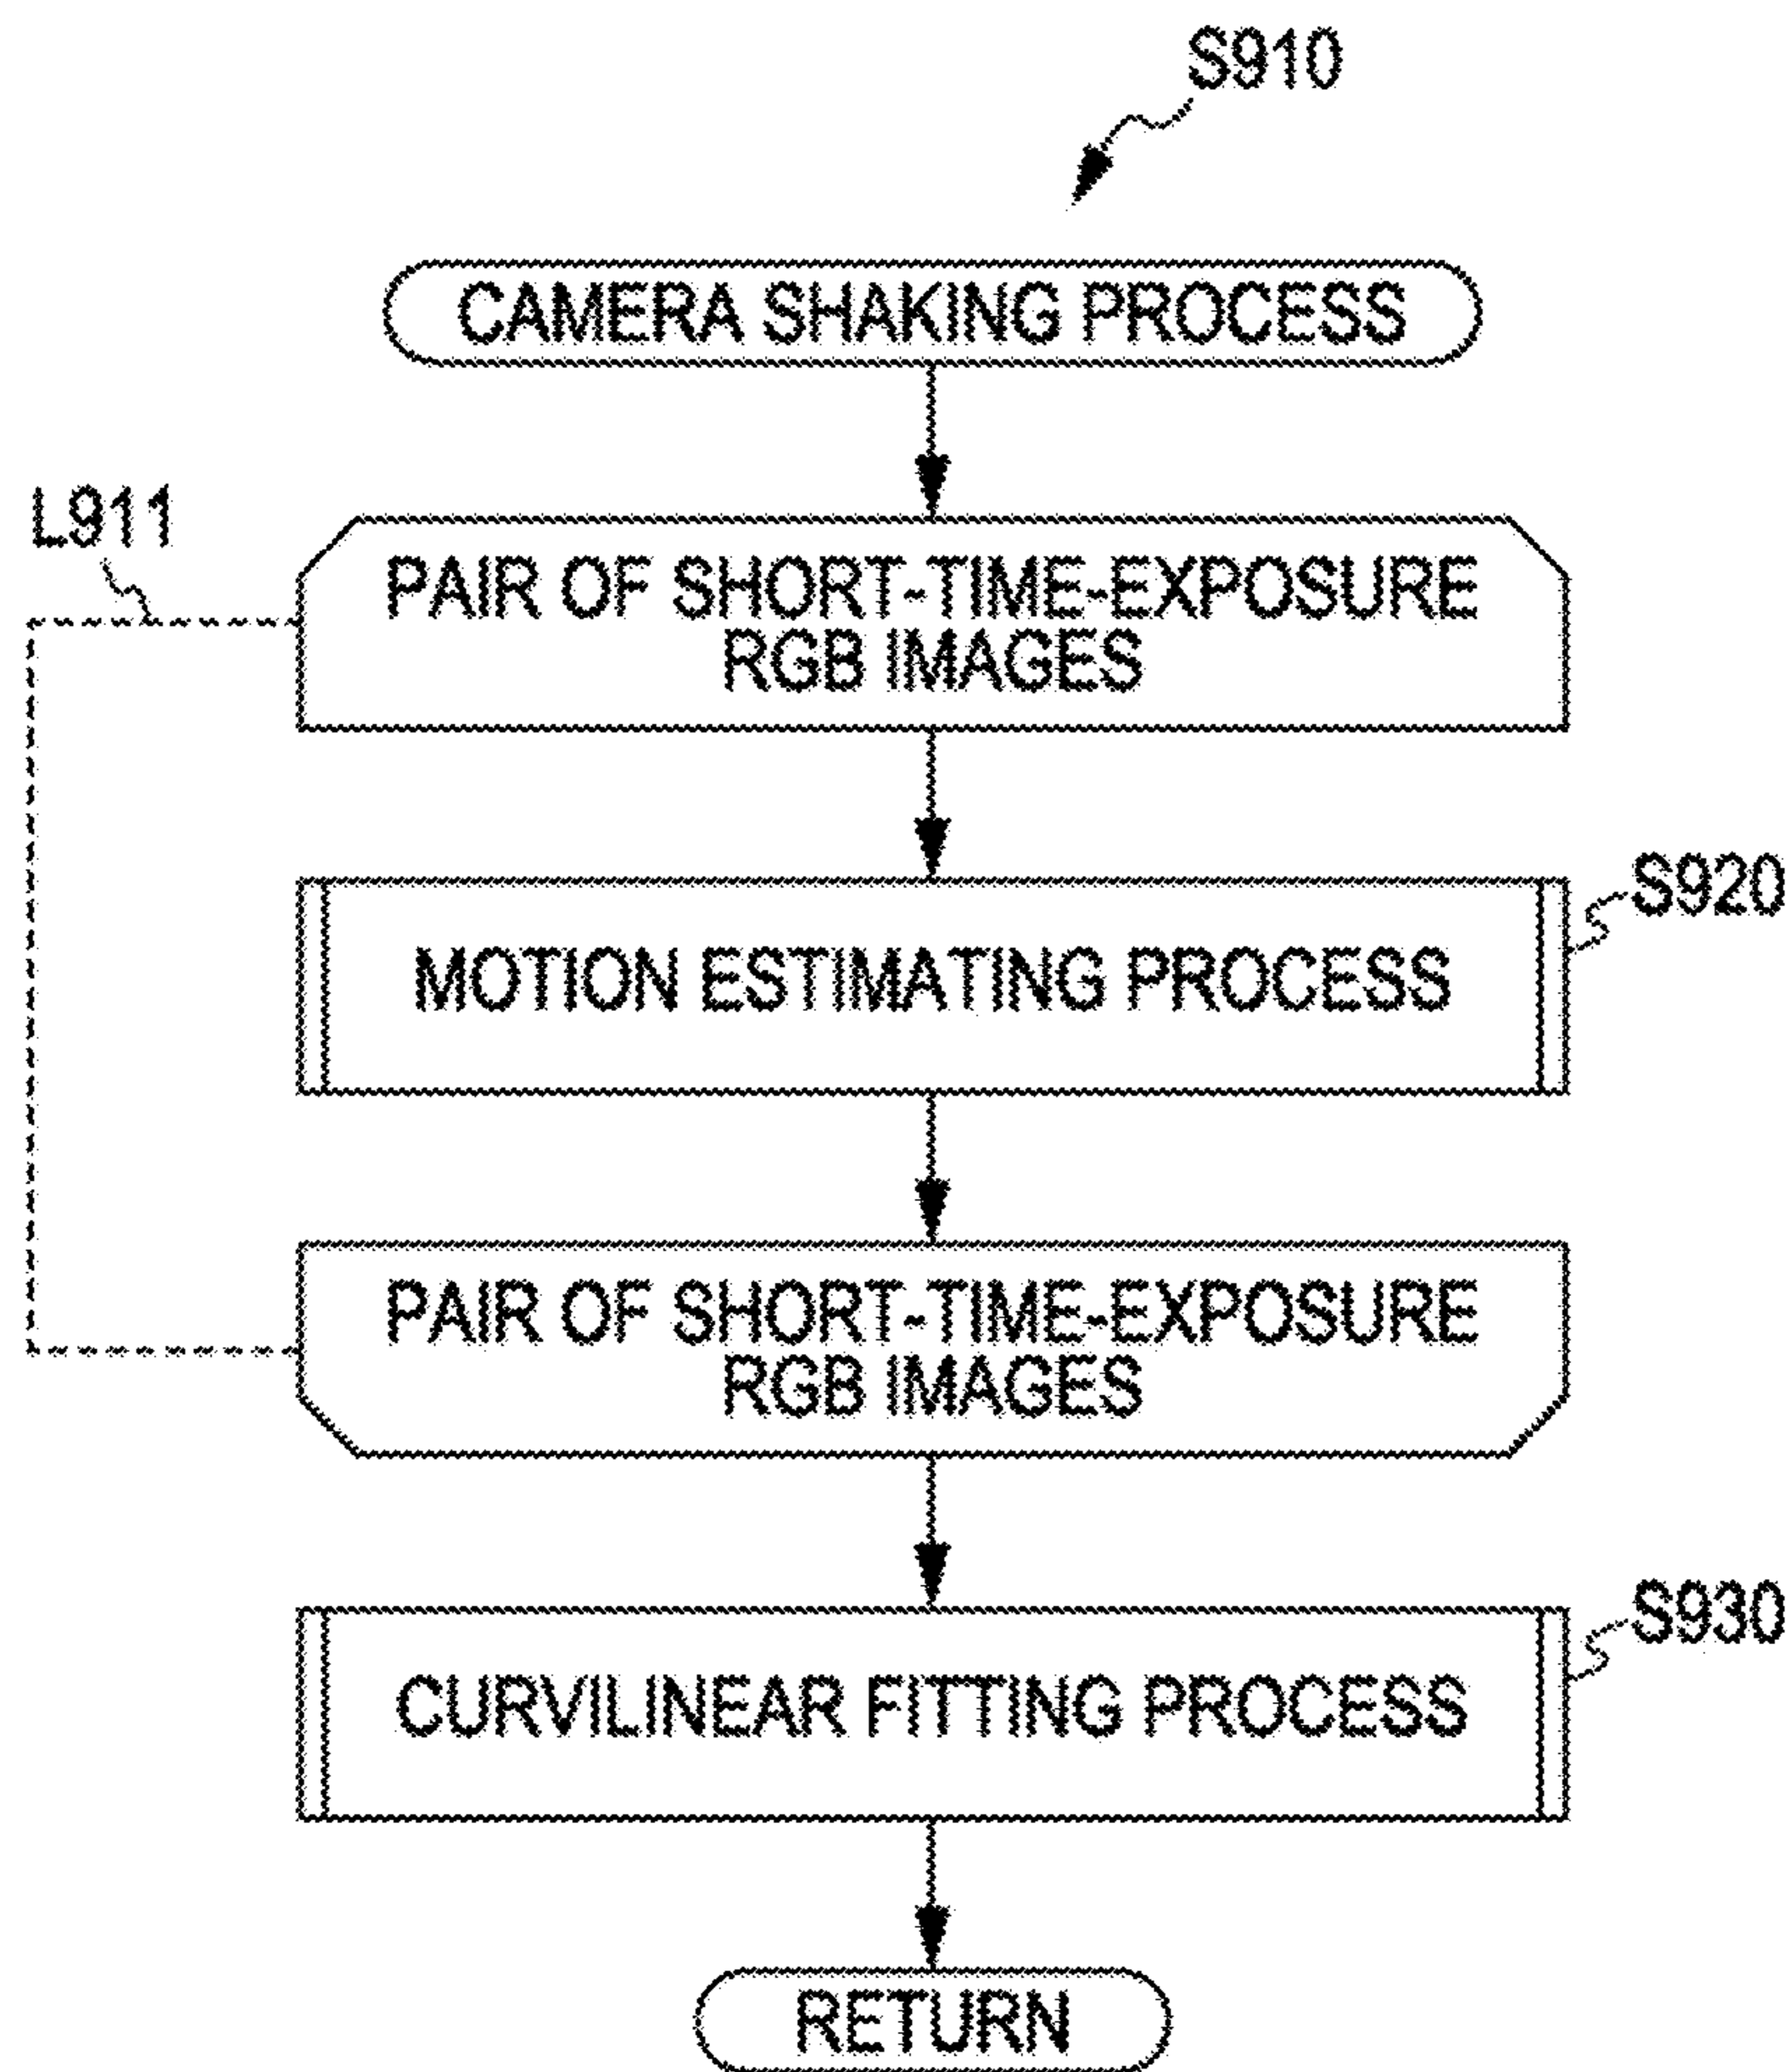 S910
CAMERA SHAKING PROCESS
L911
PAIR OF SHORT-TIME-EXPOSURE
RGB IMAGES
S920
MOTION ESTIMATING PROCESS
PAIR OF SHORT-TIME-EXPOSURE
RGB IMAGES
S930
CURVILINEAR FITTING PROCESS
RETURN